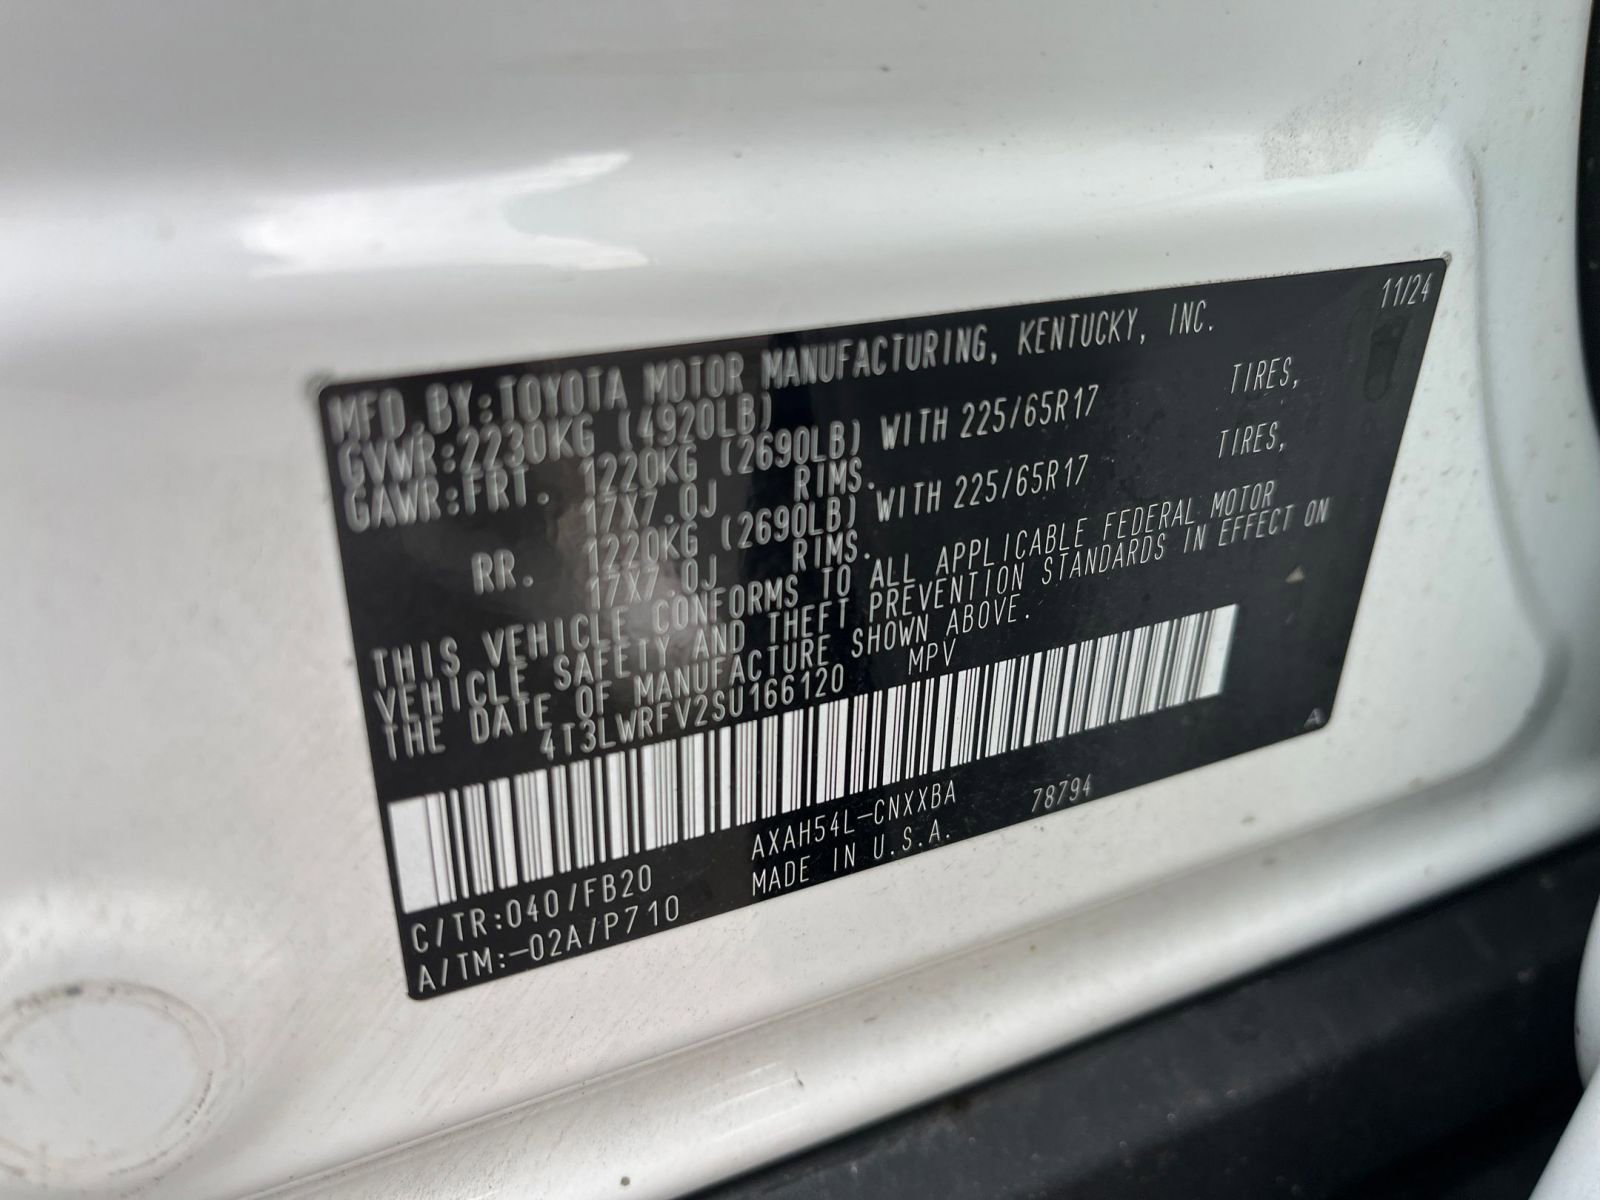 11/24
MFD.BY:TOYOTA MOTOR MANUFACTURING, KENTUCKY, INC.
GVWR:2230KG (4920LB)
GAWR:FRT. 1220KG (2690LB) WITH 225/65R17 TIRES,
17X7.0J RIMS.
RR. 1220KG (2690LB) WITH 225/65R17 TIRES,
17X7.0J RIMS.
THIS VEHICLE CONFORMS TO ALL APPLICABLE FEDERAL MOTOR
VEHICLE SAFETY AND THEFT PREVENTION STANDARDS IN EFFECT ON
THE DATE OF MANUFACTURE SHOWN ABOVE.
4T3LWRFV2SU166120 MPV
A
C/TR:040/FB20 AXAH54L-CNXXBA 78794
A/TM:-02A/P710 MADE IN U.S.A.